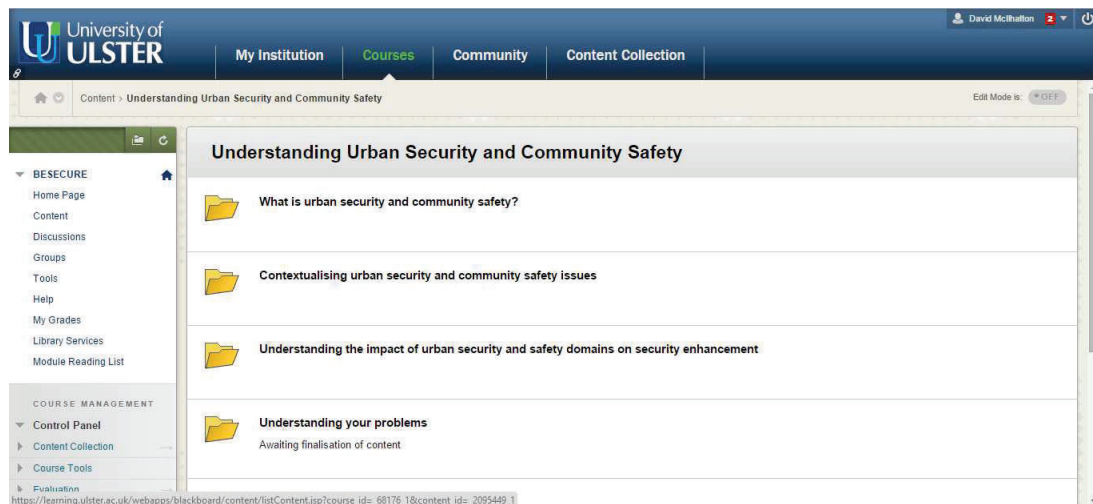 University of
ULSTER
David McIlhatton 2
My Institution
Courses
Community
Content Collection
Content > Understanding Urban Security and Community Safety
Edit Mode is: OFF
BESECURE
Home Page
Content
Discussions
Groups
Tools
Help
My Grades
Library Services
Module Reading List
COURSE MANAGEMENT
Control Panel
Content Collection
Course Tools
Evaluation
Understanding Urban Security and Community Safety
What is urban security and community safety?
Contextualising urban security and community safety issues
Understanding the impact of urban security and safety domains on security enhancement
Understanding your problems
Awaiting finalisation of content
https://learning.ulster.ac.uk/webapps/blackboard/content/listContent.jsp?course_id=_68176_1&content_id=_2095449_1